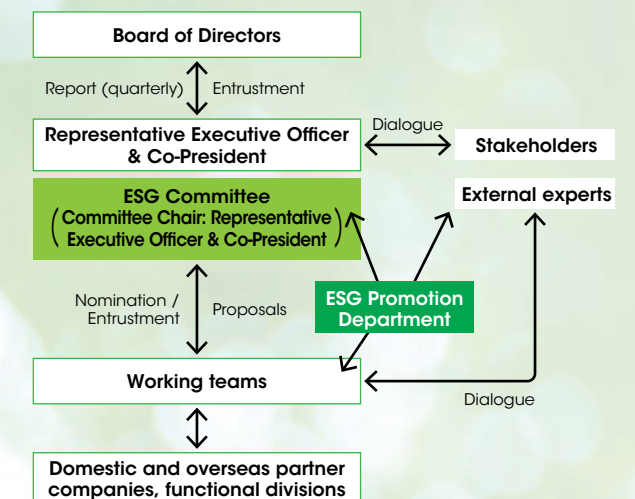 Board of Directors
Report (quarterly)
Entrustment
Representative Executive Officer
& Co-President
Dialogue
Stakeholders
ESG Committee
(Committee Chair: Representative
Executive Officer & Co-President)
External experts
Nomination /
Entrustment
Proposals
ESG Promotion
Department
Working teams
Dialogue
Domestic and overseas partner
companies, functional divisions